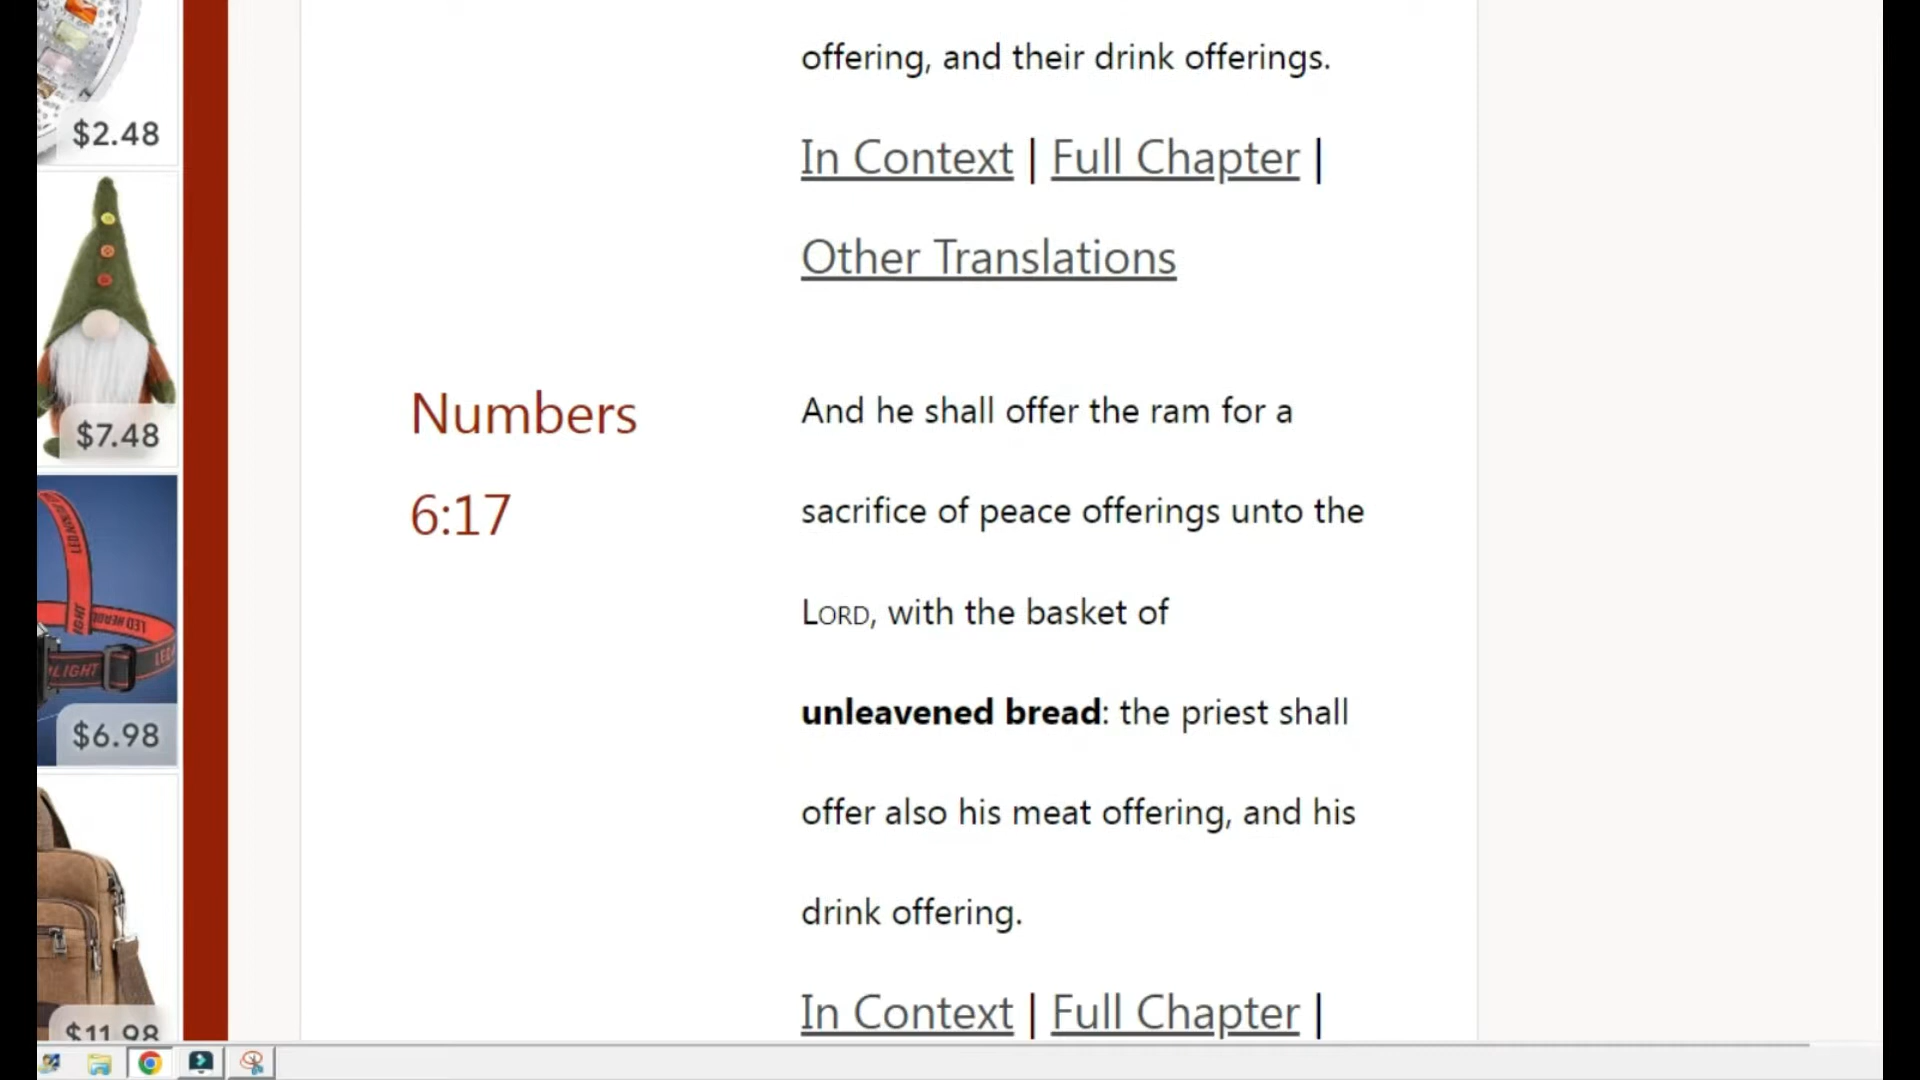 offering, and their drink offerings.
In Context | Full Chapter |
Other Translations
Numbers
6:17
And he shall offer the ram for a
sacrifice of peace offerings unto the
LORD, with the basket of
unleavened bread: the priest shall
offer also his meat offering, and his
drink offering.
In Context | Full Chapter |
$2.48
$7.48
$6.98
$11.98